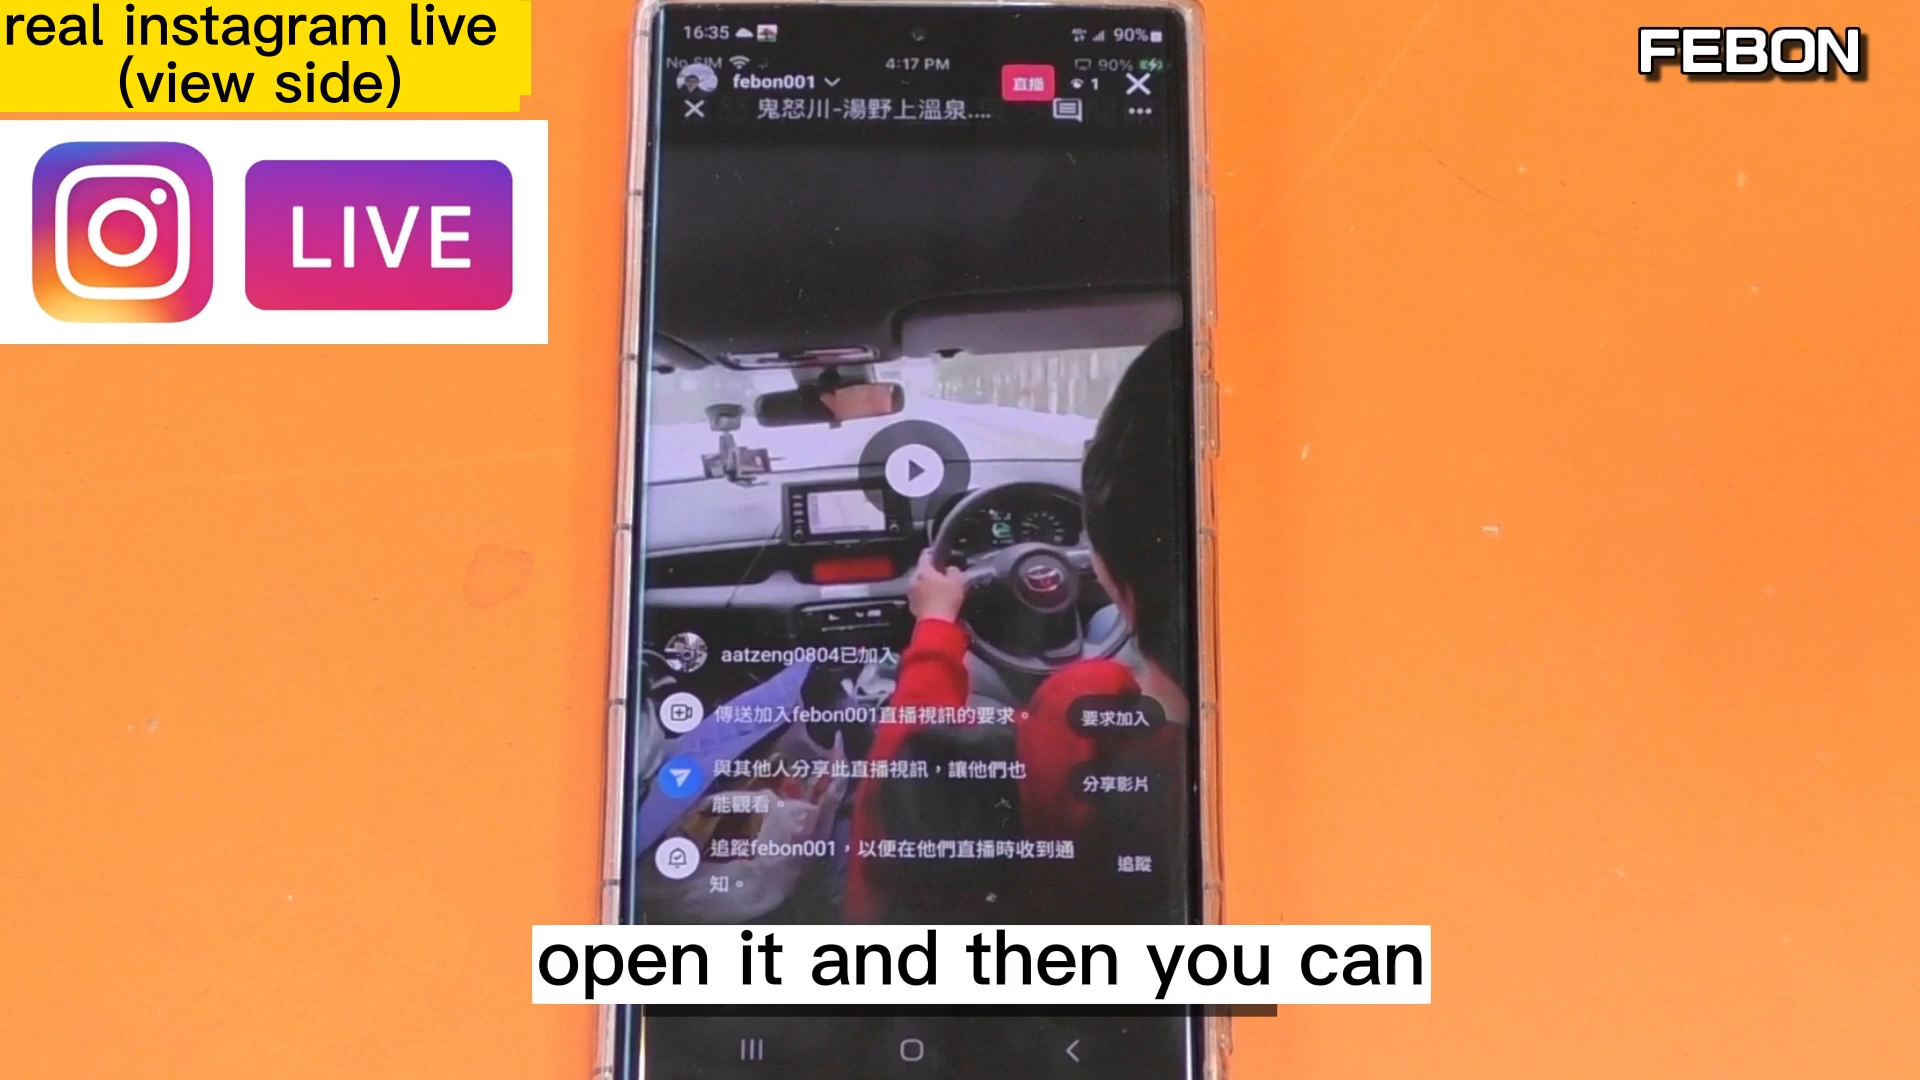 real instagram live
(view side)
FEBON
LIVE
16:35
90%
No SIM
4:17 PM
90%
febon001
直播
1
鬼怒川-湯野上溫泉....
aatzeng0804已加入
傳送加入febon001直播視訊的要求。
要求加入
與其他人分享此直播視訊,讓他們也
能觀看。
分享影片
追蹤febon001,以便在他們直播時收到通
知。
追蹤
open it and then you can